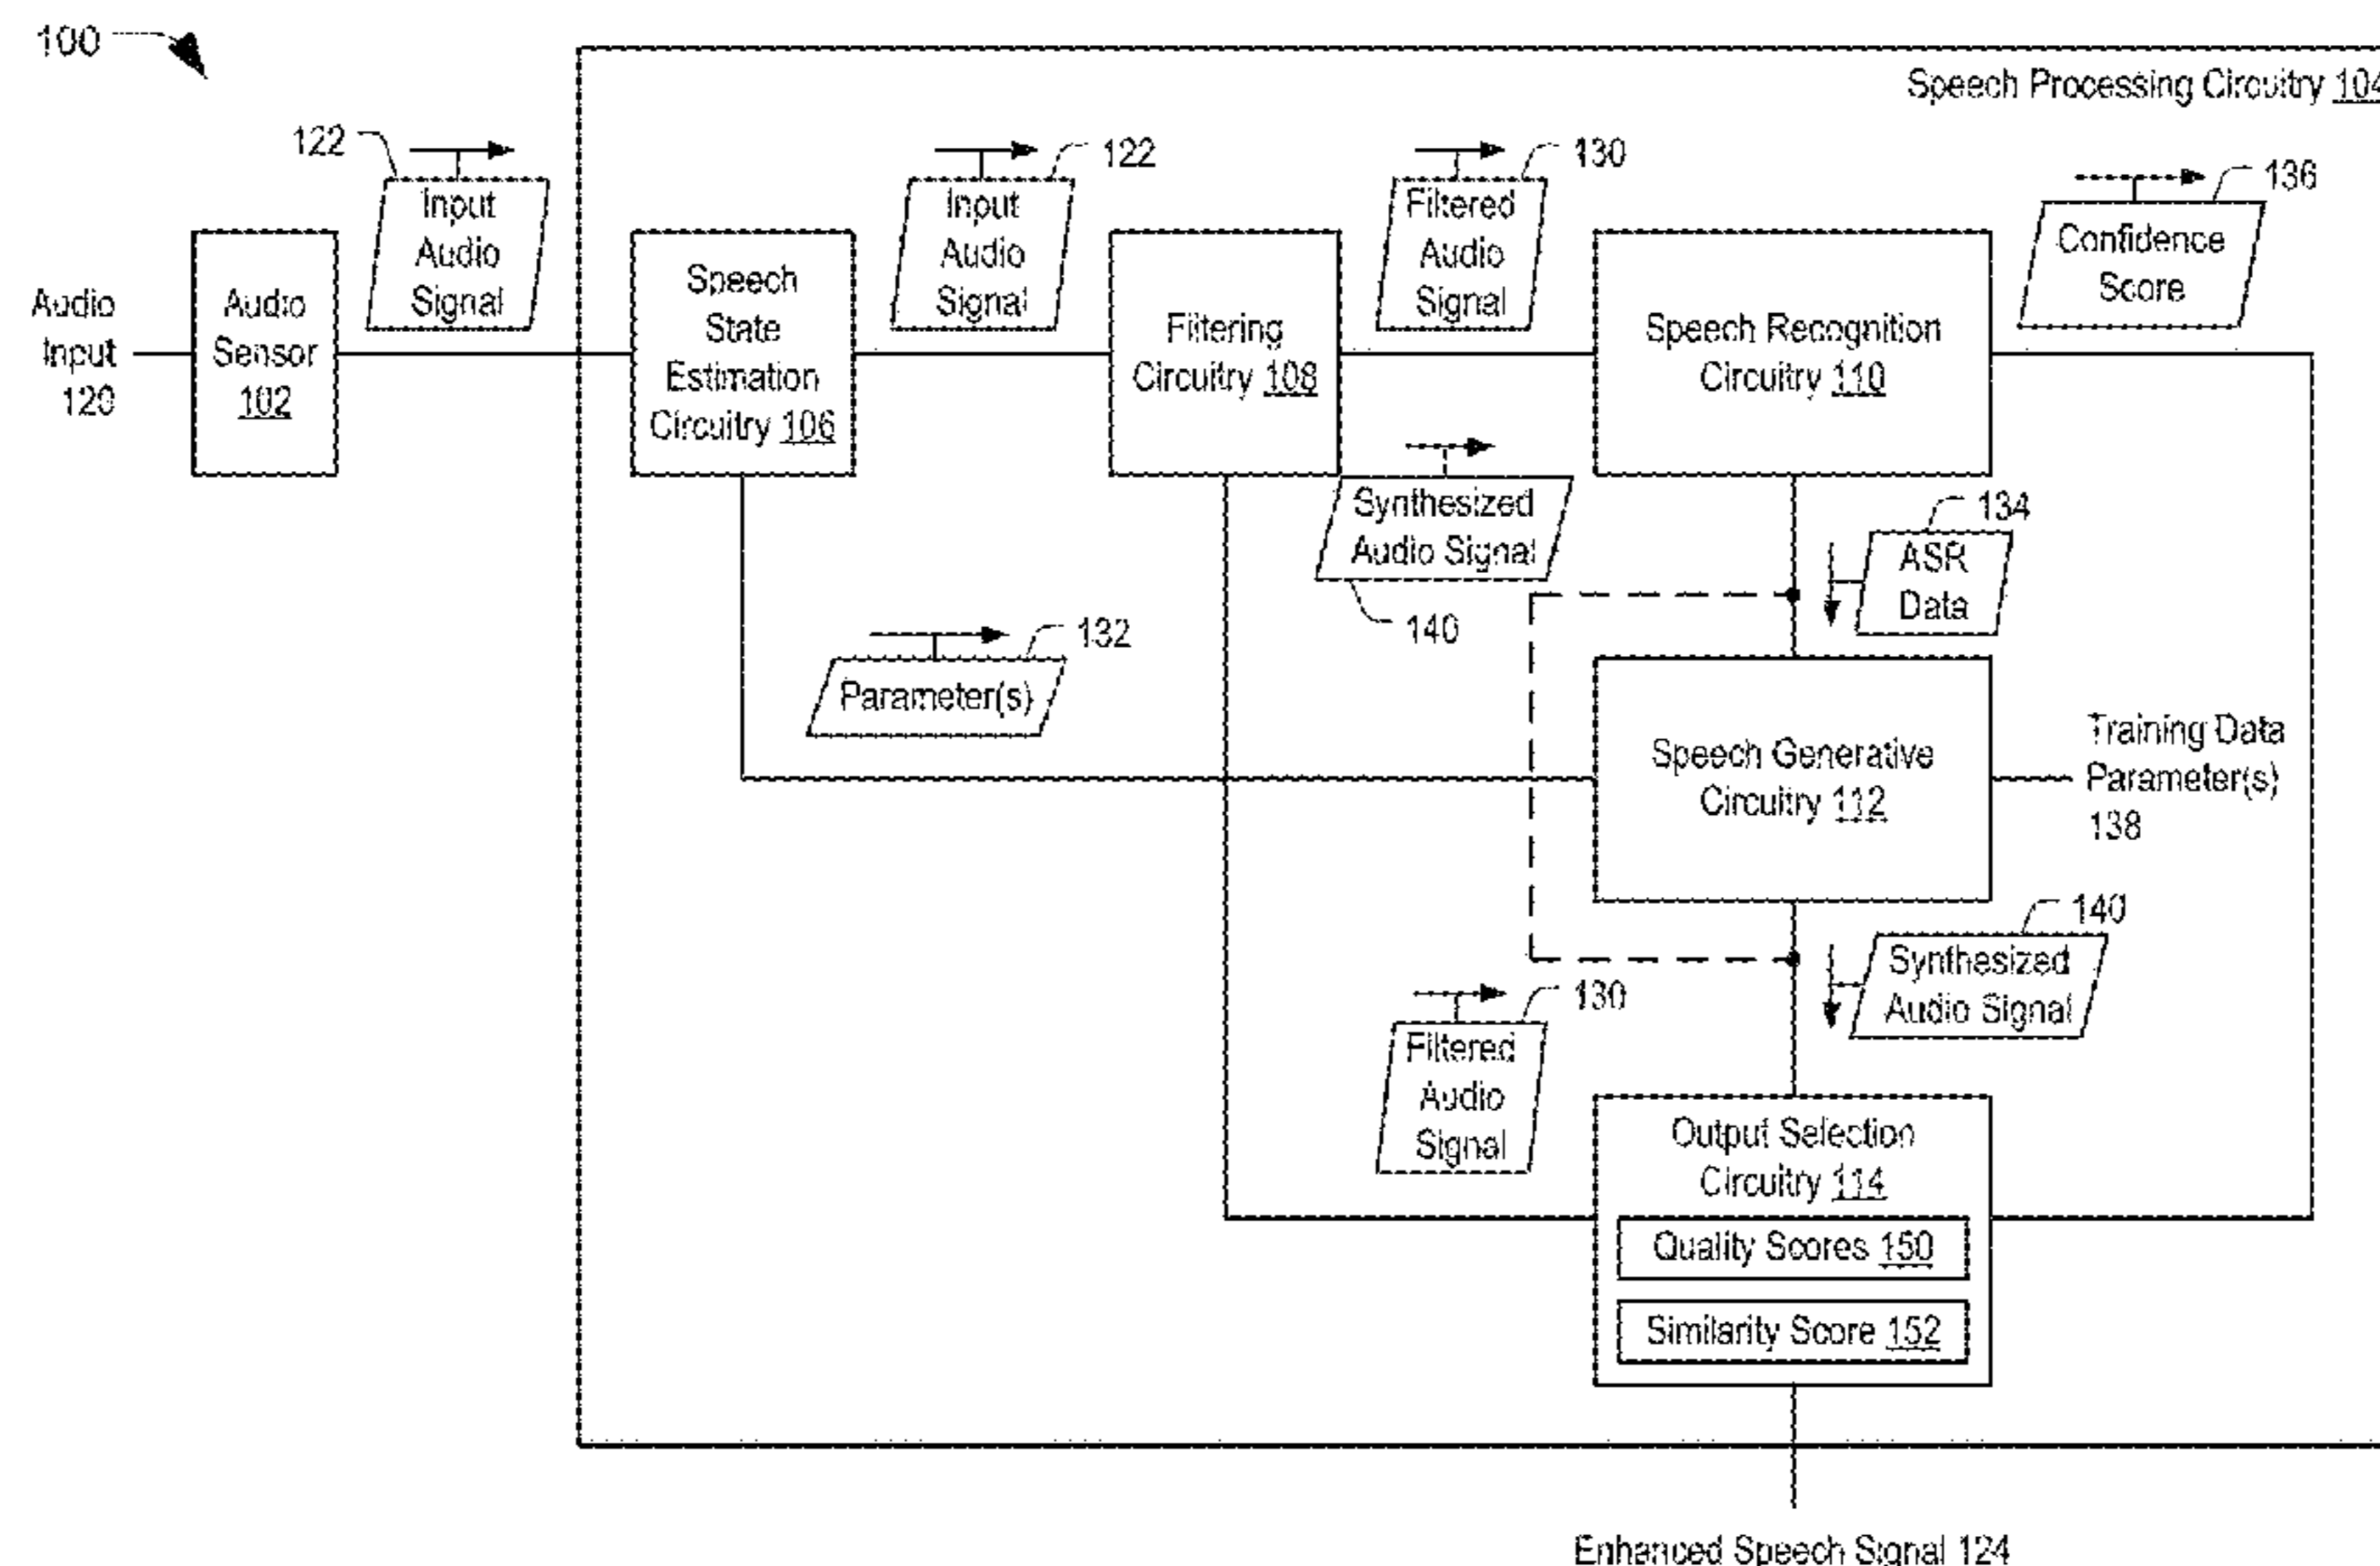 100
Speech Processing Circuitry 104
122
Input
Audio
Signal
122
Input
Audio
Signal
130
Filtered
Audio
Signal
136
Confidence
Score
Audio
Input
120
Audio
Sensor
102
Speech
State
Estimation
Circuitry 106
Filtering
Circuitry 108
Speech Recognition
Circuitry 110
Synthesized
Audio Signal
140
134
ASR
Data
132
Parameter(s)
Speech Generative
Circuitry 112
Training Data
Parameter(s)
138
140
Synthesized
Audio Signal
130
Filtered
Audio
Signal
Output Selection
Circuitry 114
Quality Scores 150
Similarity Score 152
Enhanced Speech Signal 124